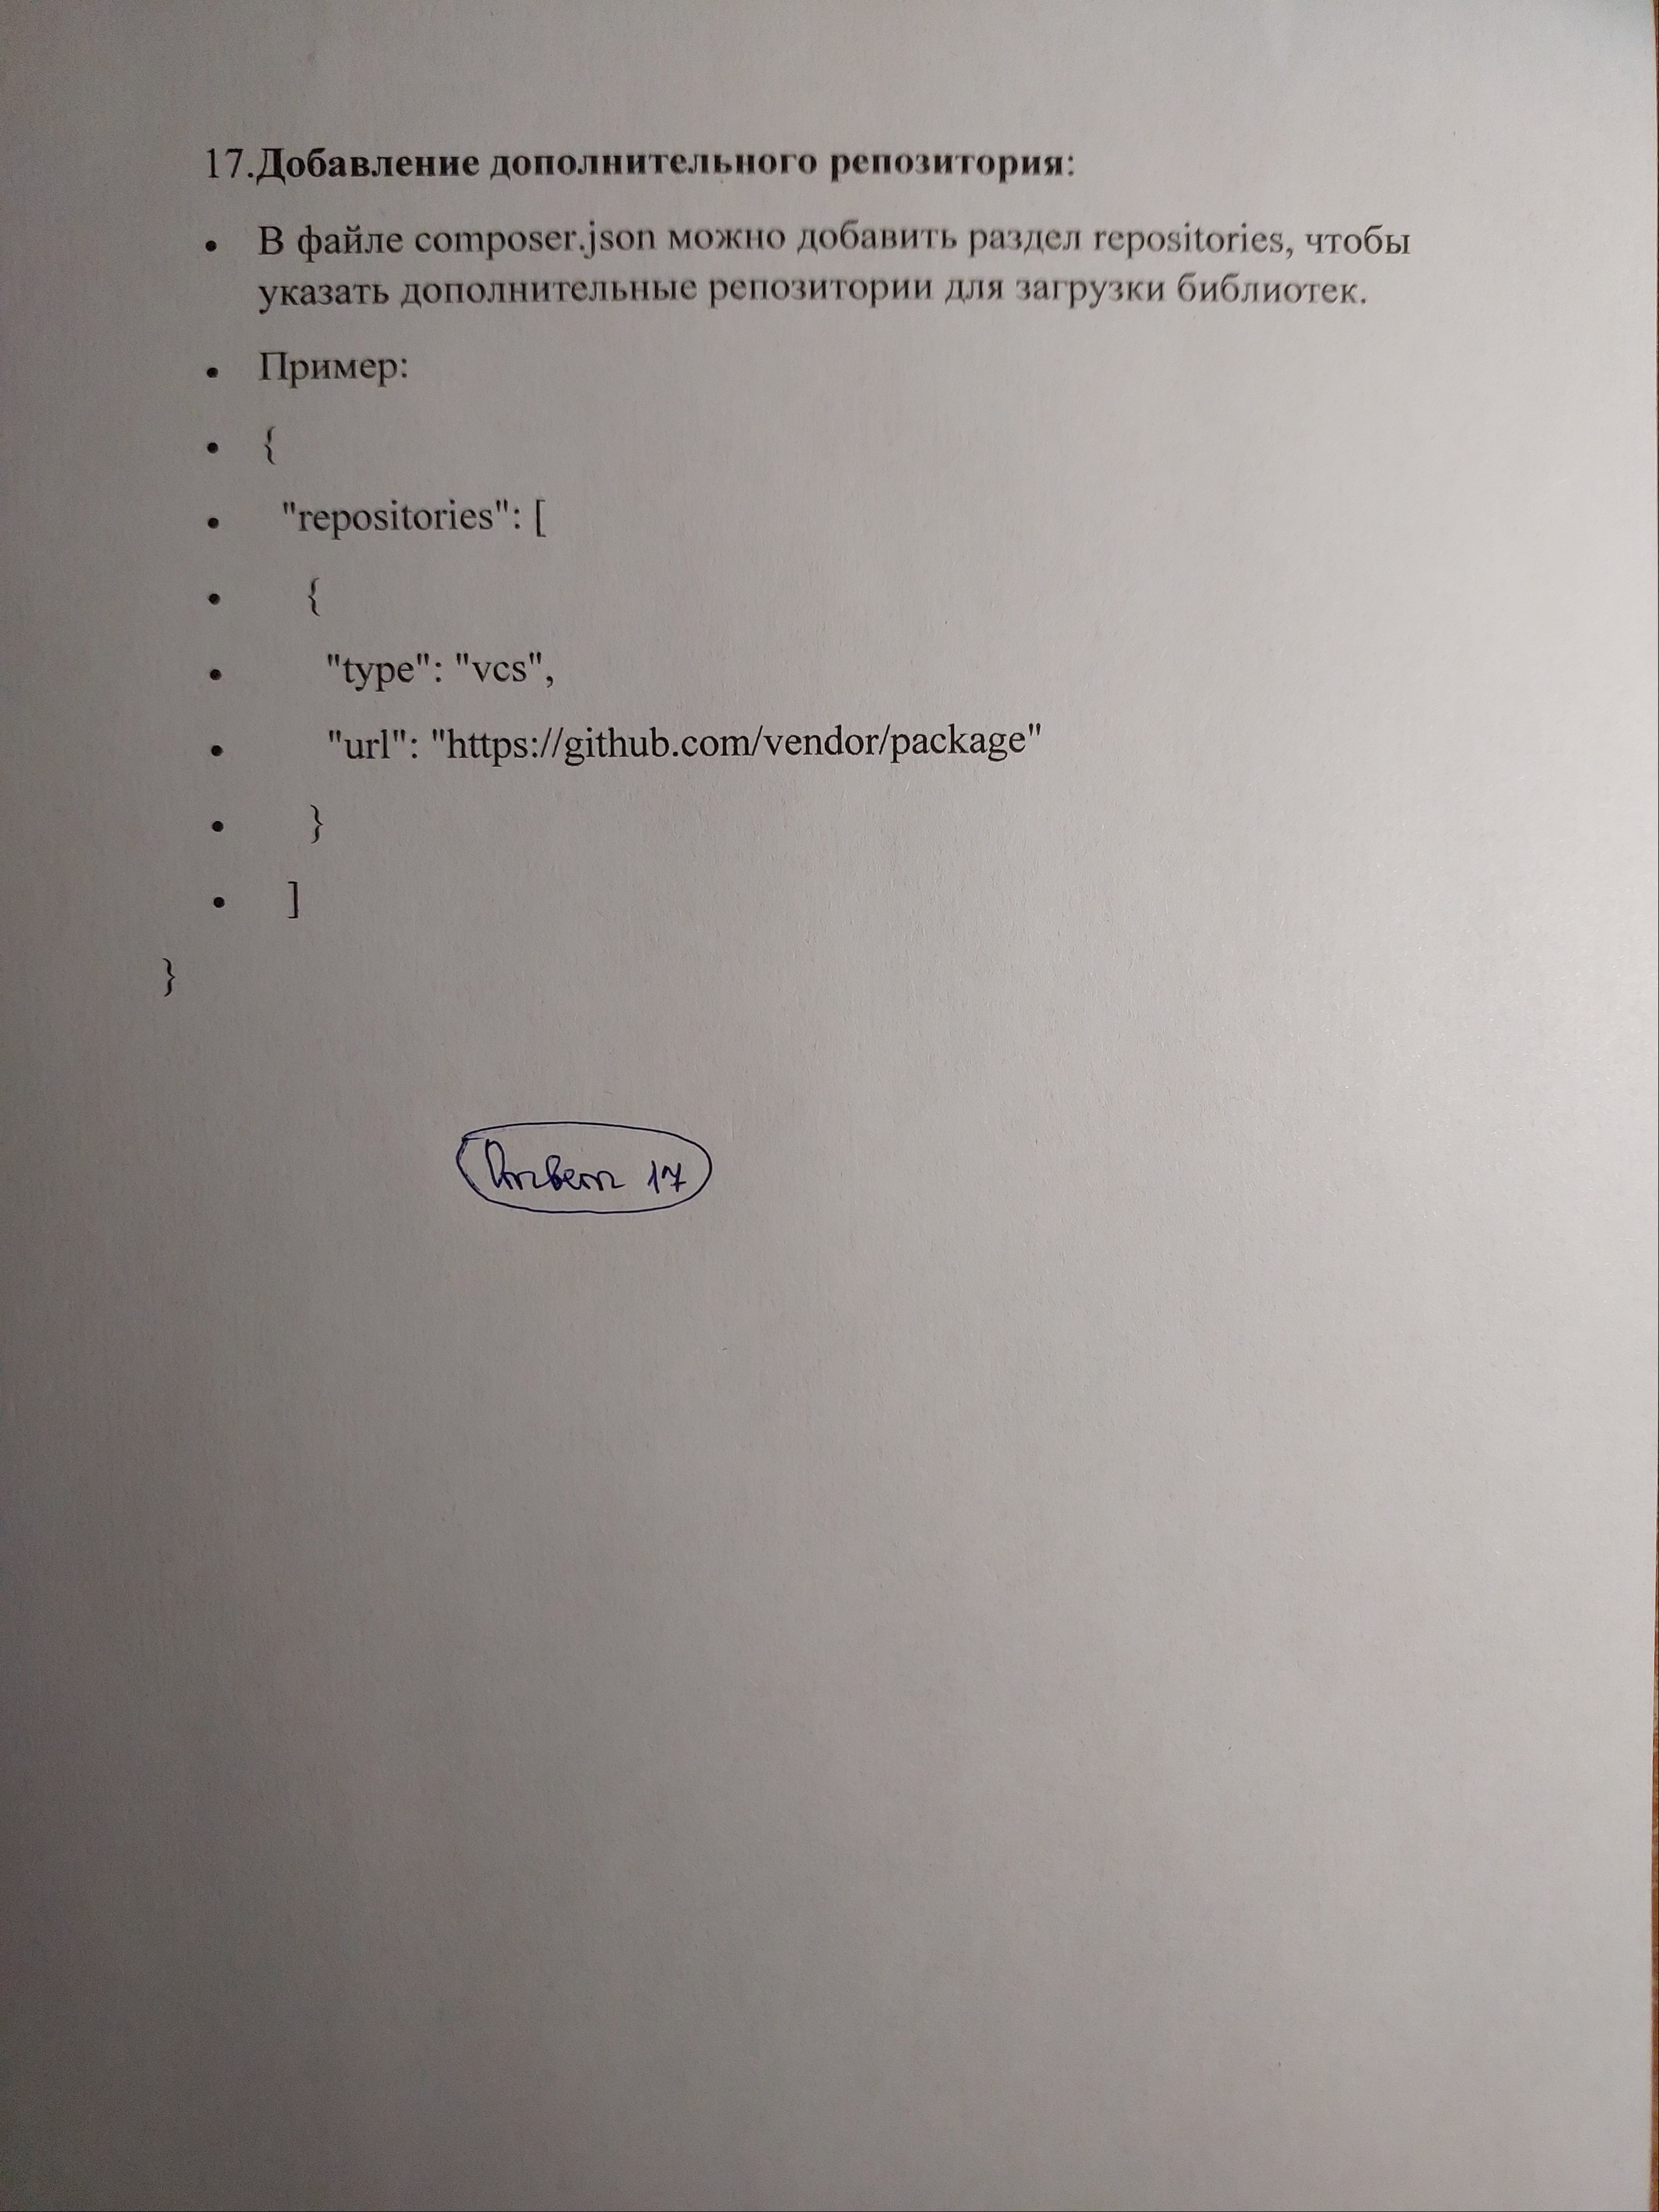 17.Добавление дополнительного репозитория:
• В файле composer.json можно добавить раздел repositories, чтобы
указать дополнительные репозитории для загрузки библиотек.
• Пример:
• {
• "repositories": [
• {
• "type": "vcs",
• "url": "https://github.com/vendor/package"
• }
• ]
}
Ответ 17